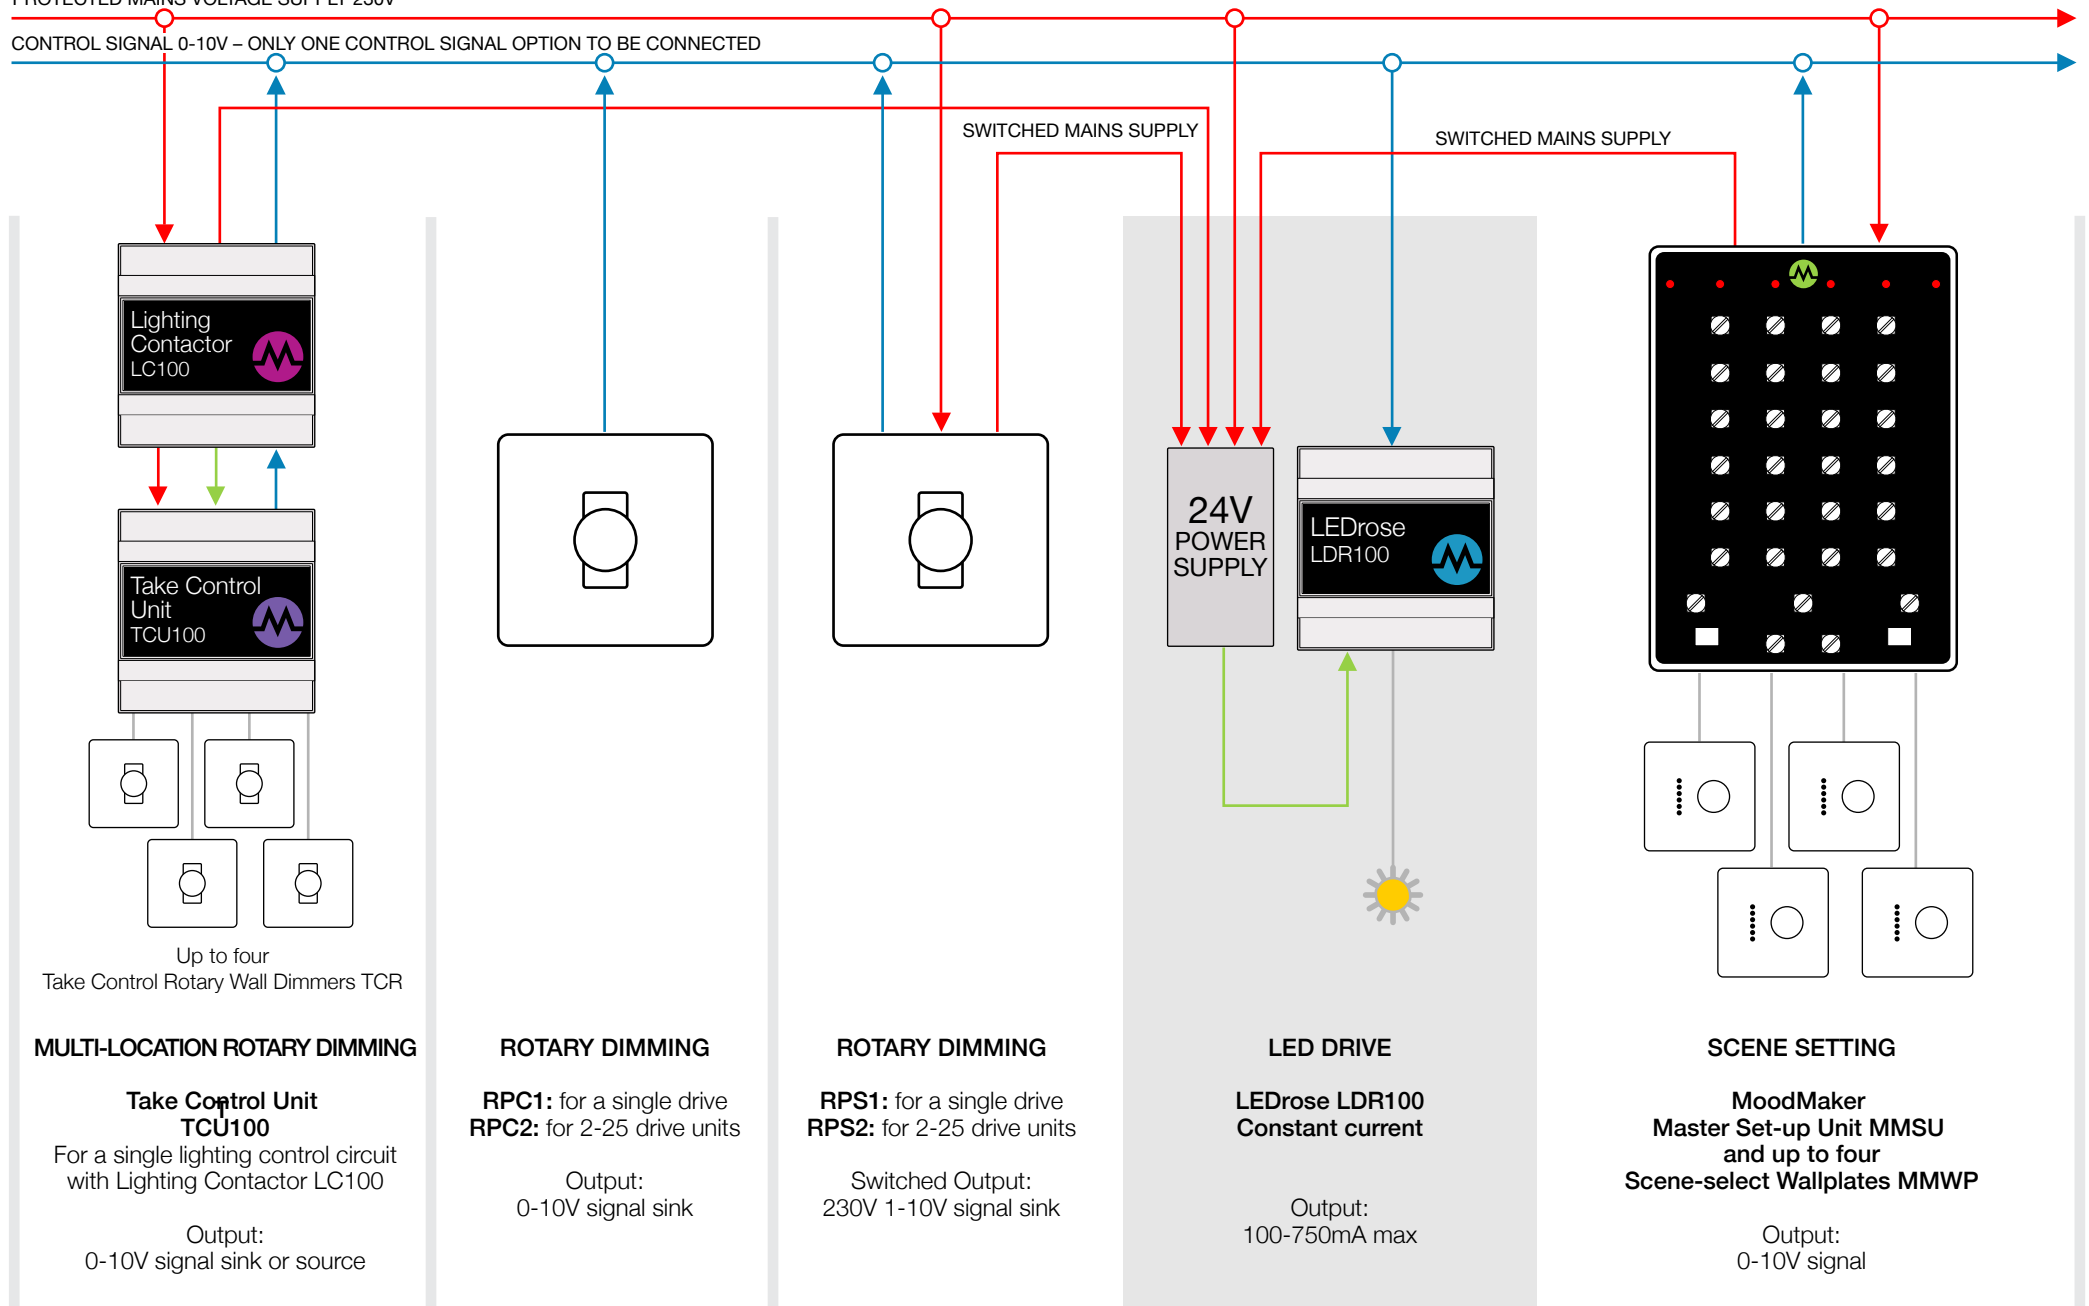 PROTECTED MAINS VOLTAGE SUPPLY 230V
CONTROL SIGNAL 0-10V – ONLY ONE CONTROL SIGNAL OPTION TO BE CONNECTED
SWITCHED MAINS SUPPLY
SWITCHED MAINS SUPPLY
Lighting
Contactor
LC100
Take Control
Unit
TCU100
24V
POWER
SUPPLY
LEDrose
LDR100
Up to four
Take Control Rotary Wall Dimmers TCR
MULTI-LOCATION ROTARY DIMMING
Take Control Unit
TCU100
For a single lighting control circuit
with Lighting Contactor LC100
Output:
0-10V signal sink or source
ROTARY DIMMING
RPC1: for a single drive
RPC2: for 2-25 drive units
Output:
0-10V signal sink
ROTARY DIMMING
RPS1: for a single drive
RPS2: for 2-25 drive units
Switched Output:
230V 1-10V signal sink
LED DRIVE
LEDrose LDR100
Constant current
Output:
100-750mA max
SCENE SETTING
MoodMaker
Master Set-up Unit MMSU
and up to four
Scene-select Wallplates MMWP
Output:
0-10V signal